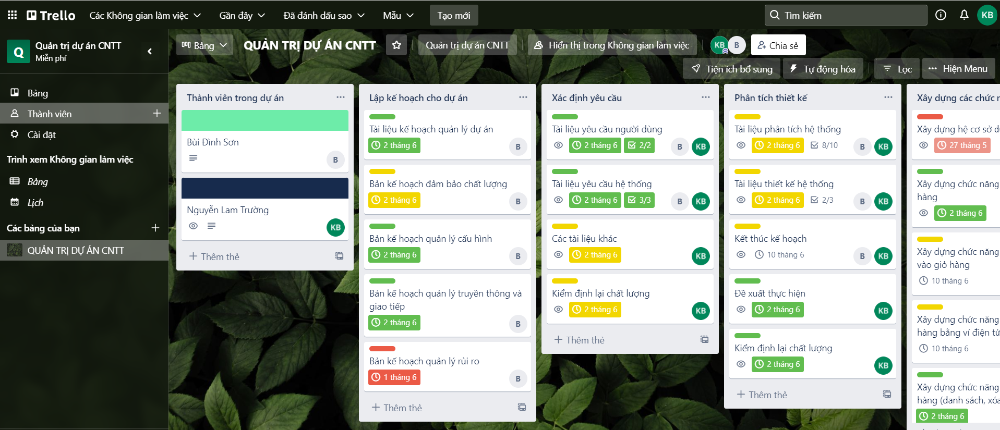 Trello
Các Không gian làm việc
Gần đây
Đã đánh dấu sao
Mẫu
Tạo mới
Tìm kiếm
KB
Q
Quản trị dự án CNTT
Miễn phí
Bảng
Thành viên
Cài đặt
Trình xem Không gian làm việc
Bảng
Lịch
Các bảng của bạn
QUẢN TRỊ DỰ ÁN CNTT
Bảng
QUẢN TRỊ DỰ ÁN CNTT
Quản trị dự án CNTT
Hiển thị trong Không gian làm việc
KB
B
Chia sẻ
Tiện ích bổ sung
Tự động hóa
Lọc
Hiện Menu
Thành viên trong dự án
Bùi Đình Sơn
B
Nguyễn Lam Trường
KB
Thêm thẻ
Lập kế hoạch cho dự án
Tài liệu kế hoạch quản lý dự án
2 tháng 6
B
Bản kế hoạch đảm bảo chất lượng
2 tháng 6
B
Bản kế hoạch quản lý cấu hình
2 tháng 6
B
Bản kế hoạch quản lý truyền thông và
giao tiếp
2 tháng 6
B
Bản kế hoạch quản lý rủi ro
1 tháng 6
B
Thêm thẻ
Xác định yêu cầu
Tài liệu yêu cầu người dùng
2 tháng 6 2/2
B KB
Tài liệu yêu cầu hệ thống
2 tháng 6 3/3
B KB
Các tài liệu khác
2 tháng 6
KB
Kiểm định lại chất lượng
2 tháng 6
KB
Thêm thẻ
Phân tích thiết kế
Tài liệu phân tích hệ thống
2 tháng 6 8/10
B KB
Tài liệu thiết kế hệ thống
2 tháng 6 2/3
B KB
Kết thúc kế hoạch
10 tháng 6
B KB
Đề xuất thực hiện
2 tháng 6
KB
Kiểm định lại chất lượng
2 tháng 6
KB
Thêm thẻ
Xây dựng các chức
Xây dựng hệ cơ sở
27 tháng 5
Xây dựng chức năng
hàng
2 tháng 6
Xây dựng chức năng
vào giỏ hàng
10 tháng 6
Xây dựng chức năng
hàng bằng ví điện tử
10 tháng 6
Xây dựng chức năng
hàng (danh sách, xóa
2 tháng 6